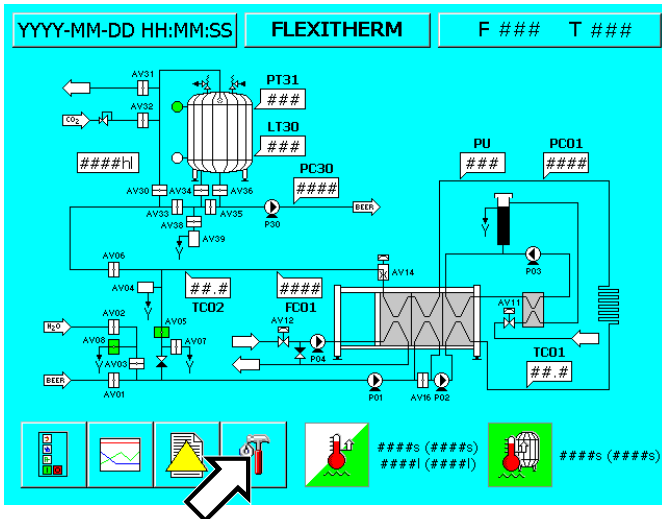 YYYY-MM-DD HH:MM:SS
FLEXITHERM
F ### T ###
AV31
AV32
CO2
PT31
###
LT30
###
####hl
PC30
####
PU
###
PC01
####
AV30
AV34
AV36
AV33
AV35
P30
BEER
AV38
AV39
AV06
AV04
##.#
TC02
####
FC01
AV14
P03
AV11
AV02
H2O
AV08
AV05
AV07
AV12
P04
AV03
BEER
AV01
P01
AV16
P02
TC01
##.#
####s (####s)
####l (####l)
####s (####s)